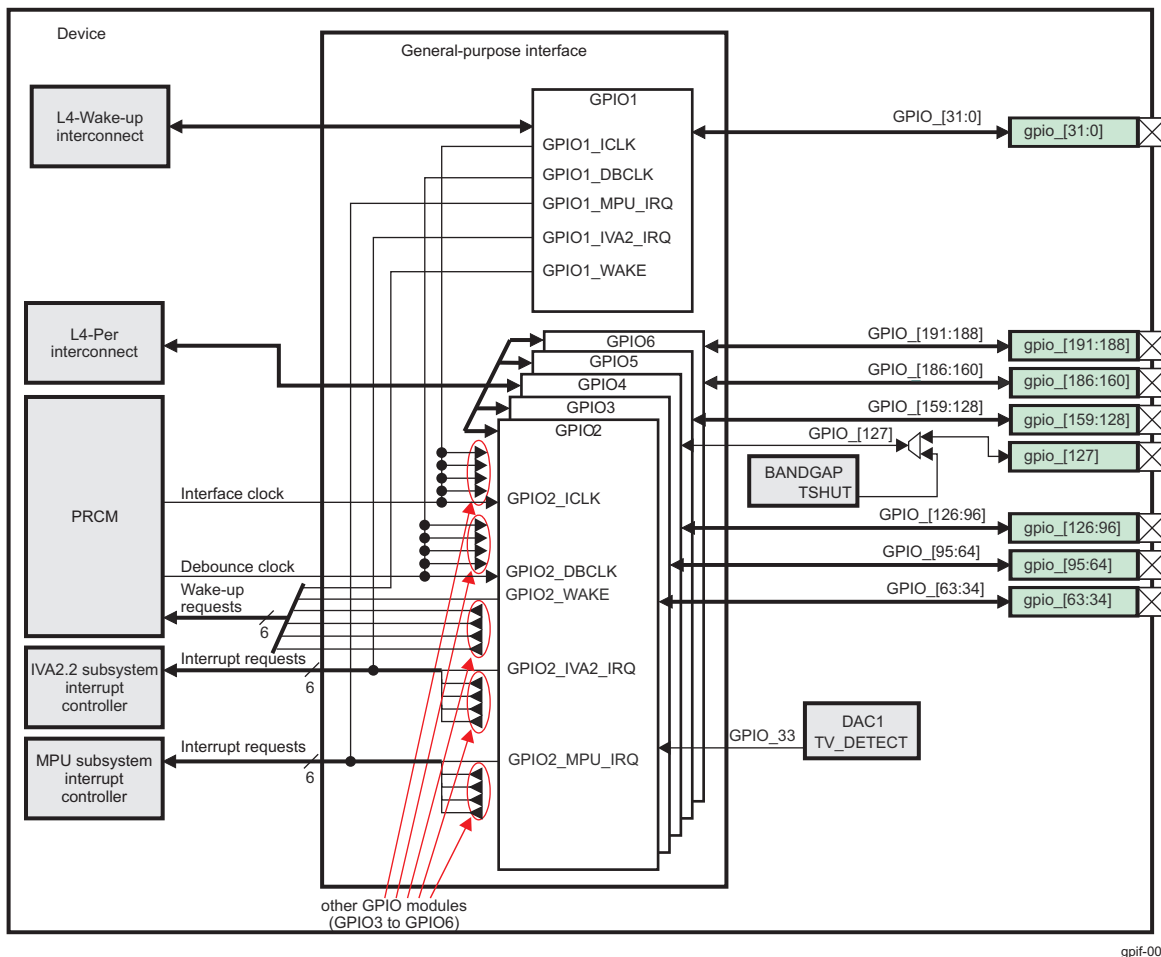 Device
General-purpose interface
GPIO1
L4-Wake-up
interconnect
GPIO_[31:0]
gpio_[31:0]
GPIO1_ICLK
GPIO1_DBCLK
GPIO1_MPU_IRQ
GPIO1_IVA2_IRQ
GPIO1_WAKE
L4-Per
interconnect
GPIO6
GPIO5
GPIO4
GPIO3
GPIO2
GPIO_[191:188]
gpio_[191:188]
GPIO_[186:160]
gpio_[186:160]
GPIO_[159:128]
gpio_[159:128]
GPIO_[127]
gpio_[127]
BANDGAP
TSHUT
PRCM
Interface clock
GPIO2_ICLK
GPIO_[126:96]
gpio_[126:96]
GPIO_[95:64]
gpio_[95:64]
GPIO_[63:34]
gpio_[63:34]
Debounce clock
GPIO2_DBCLK
Wake-up
requests
6
GPIO2_WAKE
IVA2.2 subsystem
interrupt
controller
Interrupt requests
6
GPIO2_IVA2_IRQ
MPU subsystem
interrupt
controller
Interrupt requests
6
GPIO2_MPU_IRQ
GPIO_33
DAC1
TV_DETECT
other GPIO modules
(GPIO3 to GPIO6)
gpif-00